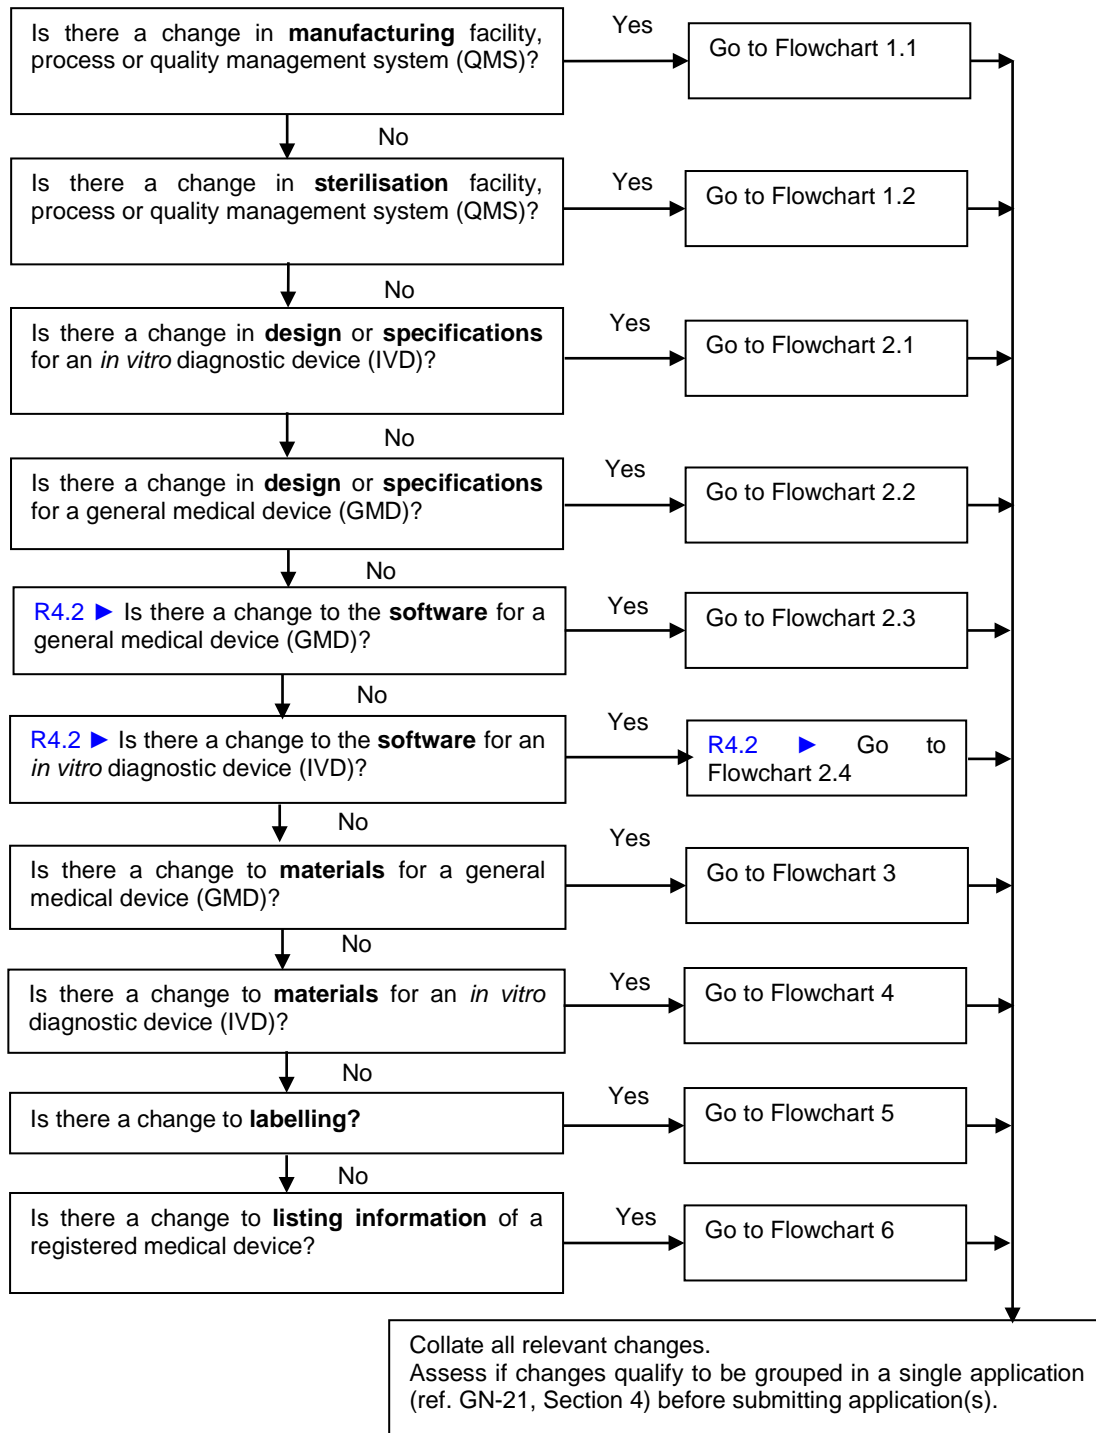 Is there a change in manufacturing facility,
process or quality management system (QMS)?
Yes
Go to Flowchart 1.1
No
Is there a change in sterilisation facility,
process or quality management system (QMS)?
Yes
Go to Flowchart 1.2
No
Is there a change in design or specifications
for an in vitro diagnostic device (IVD)?
Yes
Go to Flowchart 2.1
No
Is there a change in design or specifications
for a general medical device (GMD)?
Yes
Go to Flowchart 2.2
No
R4.2 ► Is there a change to the software for a
general medical device (GMD)?
Yes
Go to Flowchart 2.3
No
R4.2 ► Is there a change to the software for an
in vitro diagnostic device (IVD)?
Yes
R4.2 ► Go to
Flowchart 2.4
No
Is there a change to materials for a general
medical device (GMD)?
Yes
Go to Flowchart 3
No
Is there a change to materials for an in vitro
diagnostic device (IVD)?
Yes
Go to Flowchart 4
No
Is there a change to labelling?
Yes
Go to Flowchart 5
No
Is there a change to listing information of a
registered medical device?
Yes
Go to Flowchart 6
Collate all relevant changes.
Assess if changes qualify to be grouped in a single application
(ref. GN-21, Section 4) before submitting application(s).